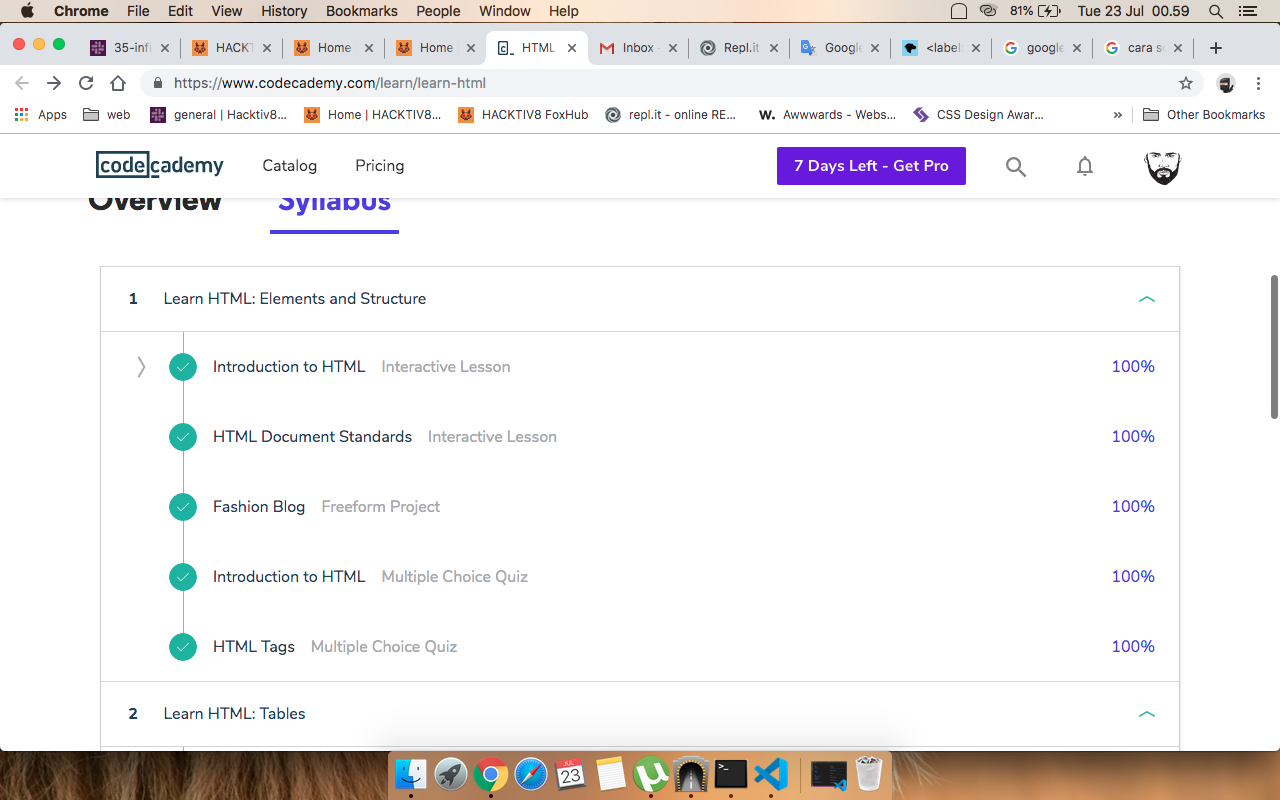 Chrome File Edit View History Bookmarks People Window Help 81% Tue 23 Jul 00.59
35-infi HACKT Home Home HTML Inbox Repl.it Google <label google cara se
https://www.codecademy.com/learn/learn-html
Apps web general | Hacktiv8... Home | HACKTIV8... HACKTIV8 FoxHub repl.it - online RE... W. Awwwards - Webs... CSS Design Awar... » Other Bookmarks
codecademy Catalog Pricing 7 Days Left - Get Pro
Overview Syllabus
1 Learn HTML: Elements and Structure
Introduction to HTML Interactive Lesson 100%
HTML Document Standards Interactive Lesson 100%
Fashion Blog Freeform Project 100%
Introduction to HTML Multiple Choice Quiz 100%
HTML Tags Multiple Choice Quiz 100%
2 Learn HTML: Tables
JUL
23